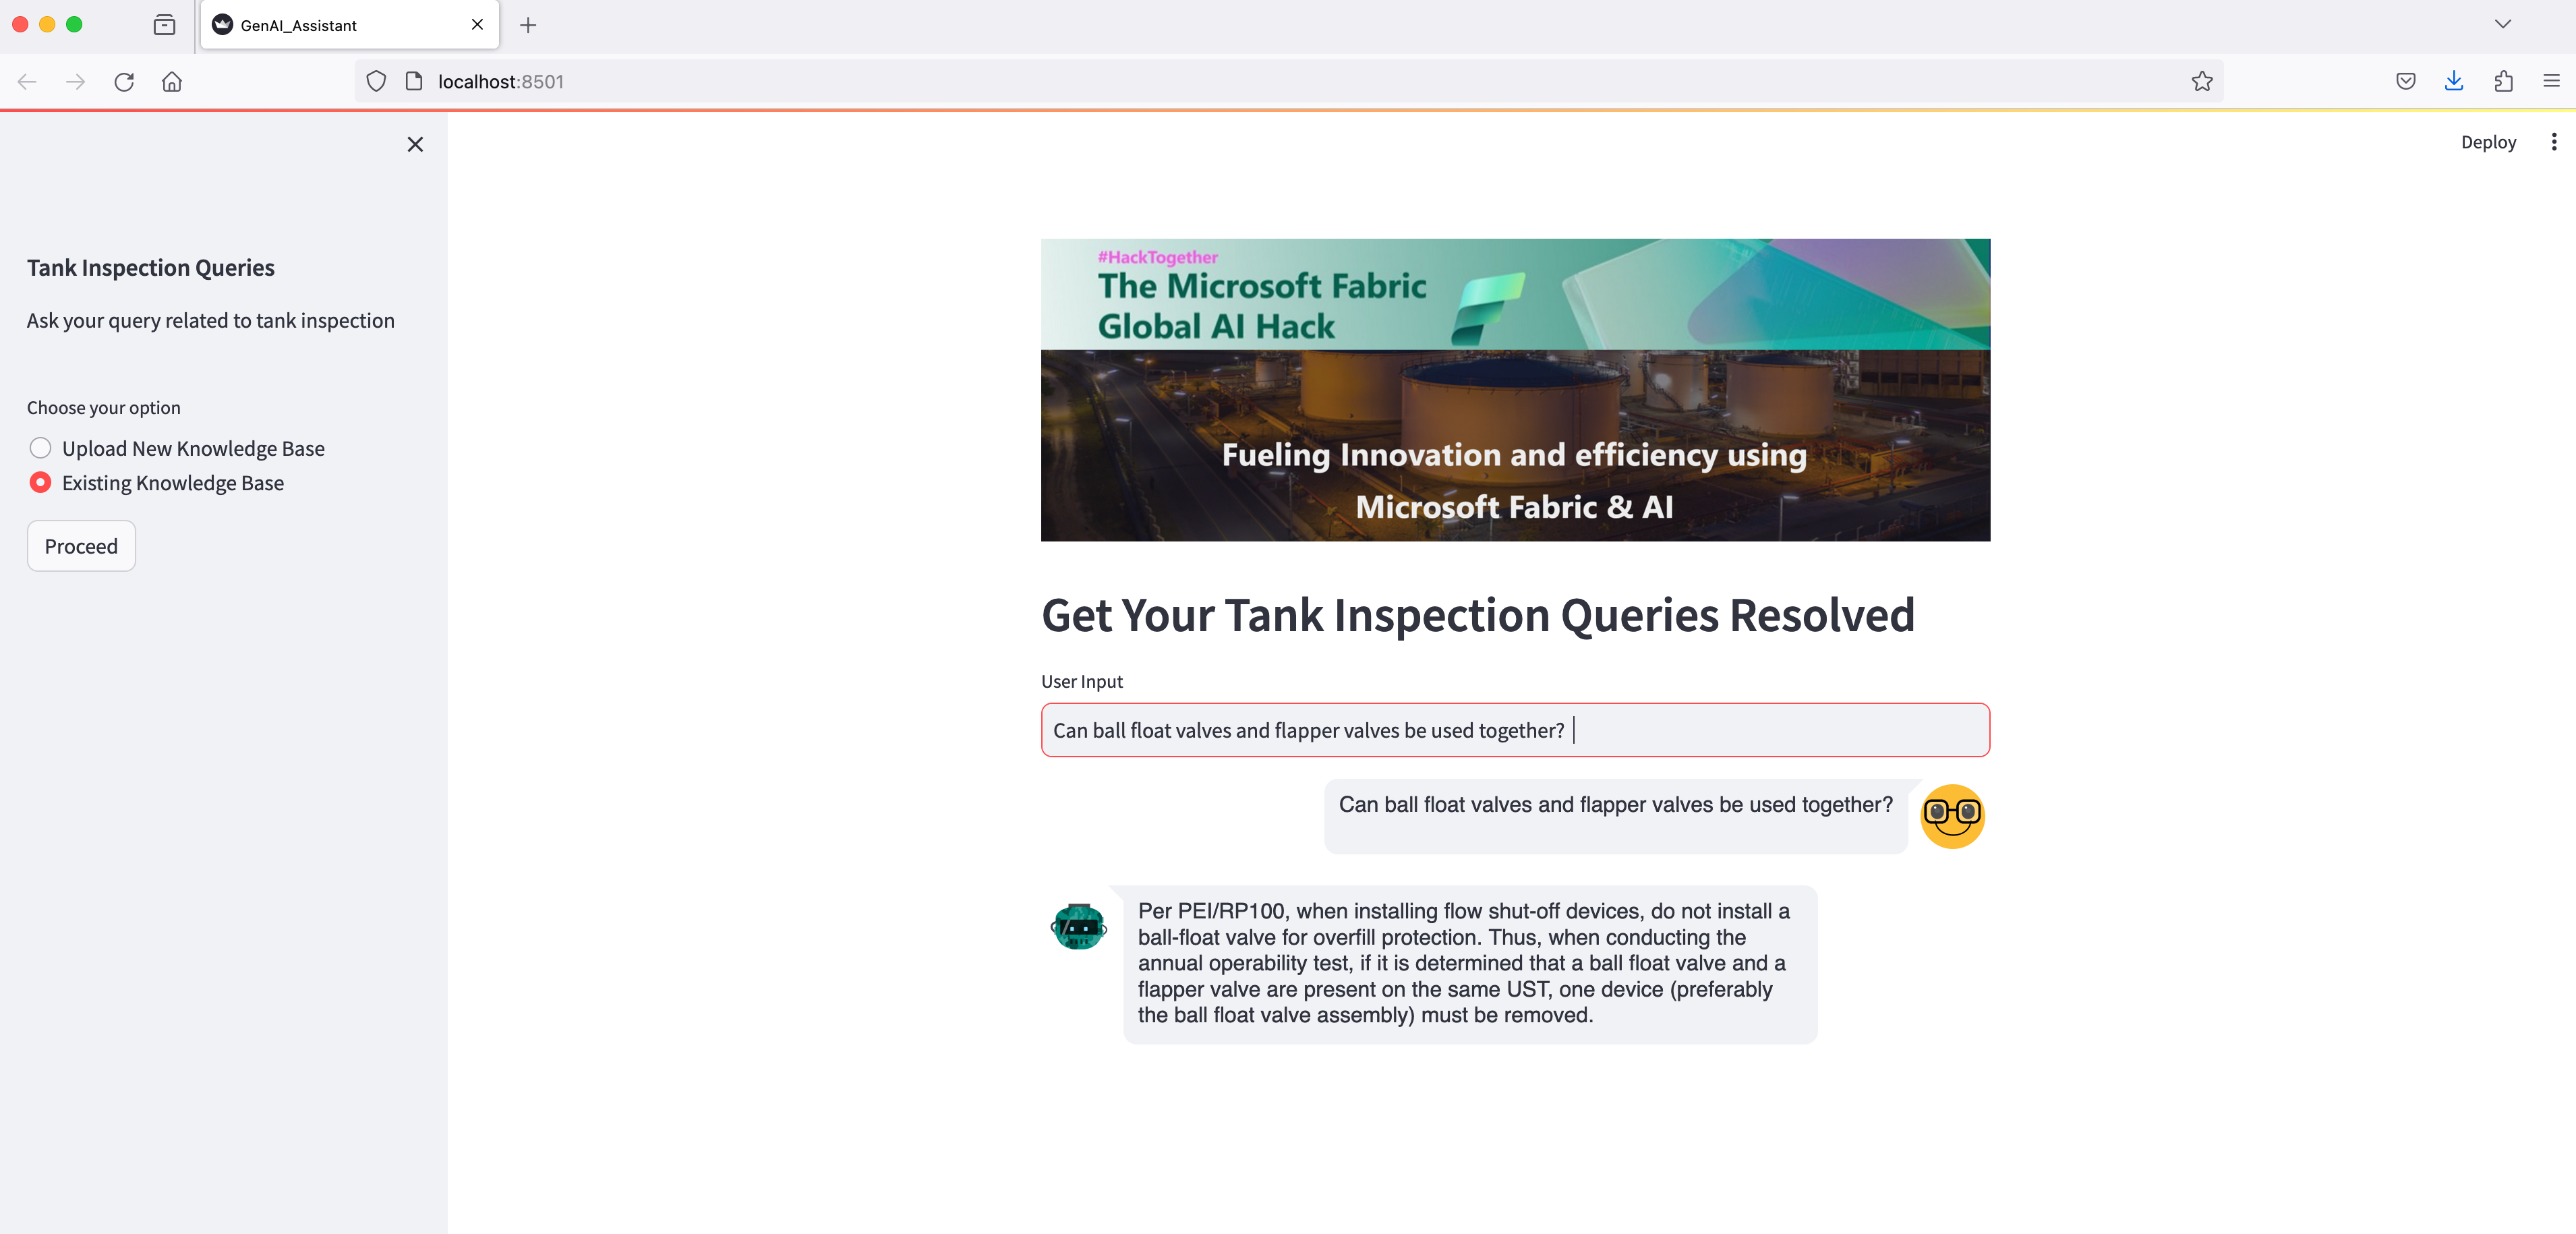 GenAI_Assistant
localhost:8501
Deploy
Tank Inspection Queries
Ask your query related to tank inspection
Choose your option
Upload New Knowledge Base
Existing Knowledge Base
Proceed
#HackTogether
The Microsoft Fabric
Global AI Hack
Fueling Innovation and efficiency using
Microsoft Fabric & AI
Get Your Tank Inspection Queries Resolved
User Input
Can ball float valves and flapper valves be used together?
Can ball float valves and flapper valves be used together?
Per PEI/RP100, when installing flow shut-off devices, do not install a
ball-float valve for overfill protection. Thus, when conducting the
annual operability test, if it is determined that a ball float valve and a
flapper valve are present on the same UST, one device (preferably
the ball float valve assembly) must be removed.